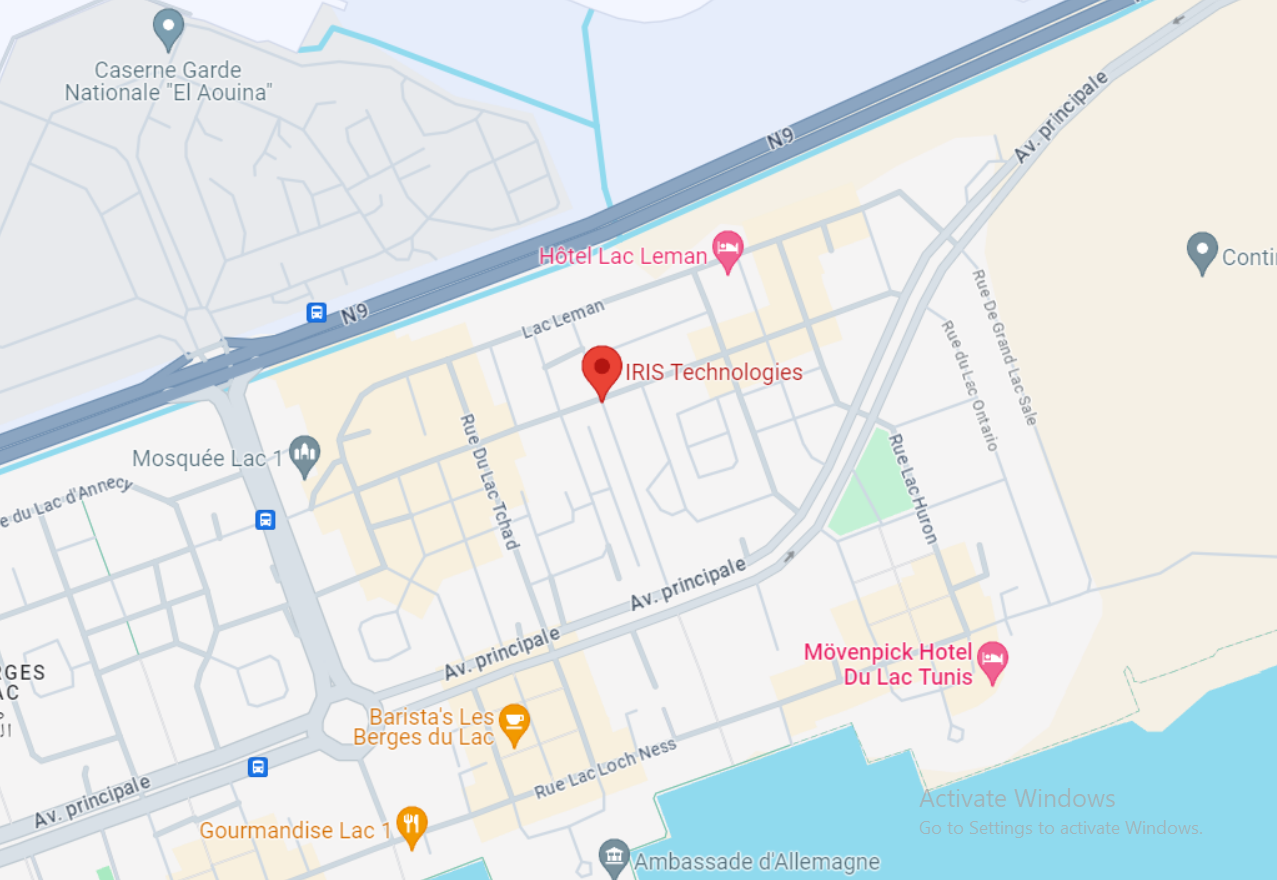 Caserne Garde
Nationale "El Aouina"
N9
Av. principale
Hôtel Lac Leman
Contin
N9
Lac Leman
Rue De Grand Lac Sale
Rue du Lac Ontario
IRIS Technologies
Mosquée Lac 1
Rue Du Lac Tchad
Rue Lac Huron
e du Lac d'Annecy
Av. principale
Av. principale
Mövenpick Hotel
Du Lac Tunis
RGES
AC
Barista's Les
Berges du Lac
Rue Lac Loch Ness
Av. principale
Activate Windows
Go to Settings to activate Windows.
Gourmandise Lac 1
Ambassade d'Allemagne